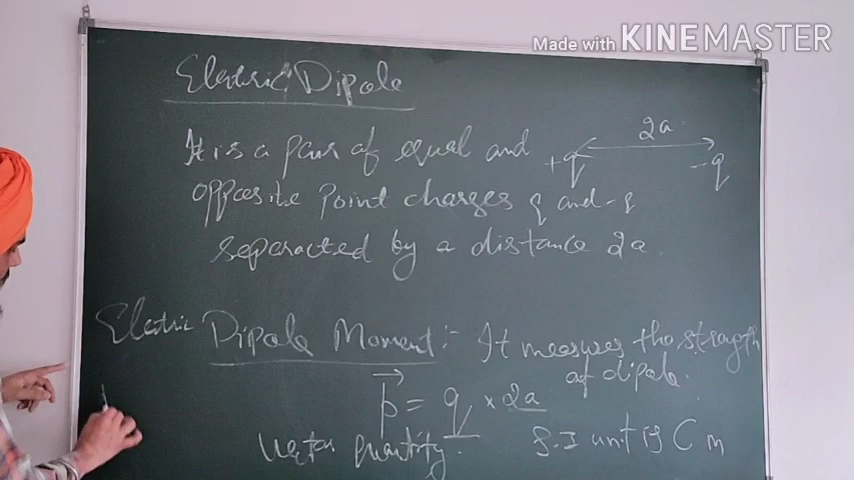 Made with KINEMASTER
Electric Dipole
It is a pair of equal and
+q 2a -q
opposite point charges q and -q
separacted by a distance 2a
Electric Dipole Moment :- It measures the strength
of dipole.
p⃗ = q × 2a
Vector quantity. S.I unit is C m